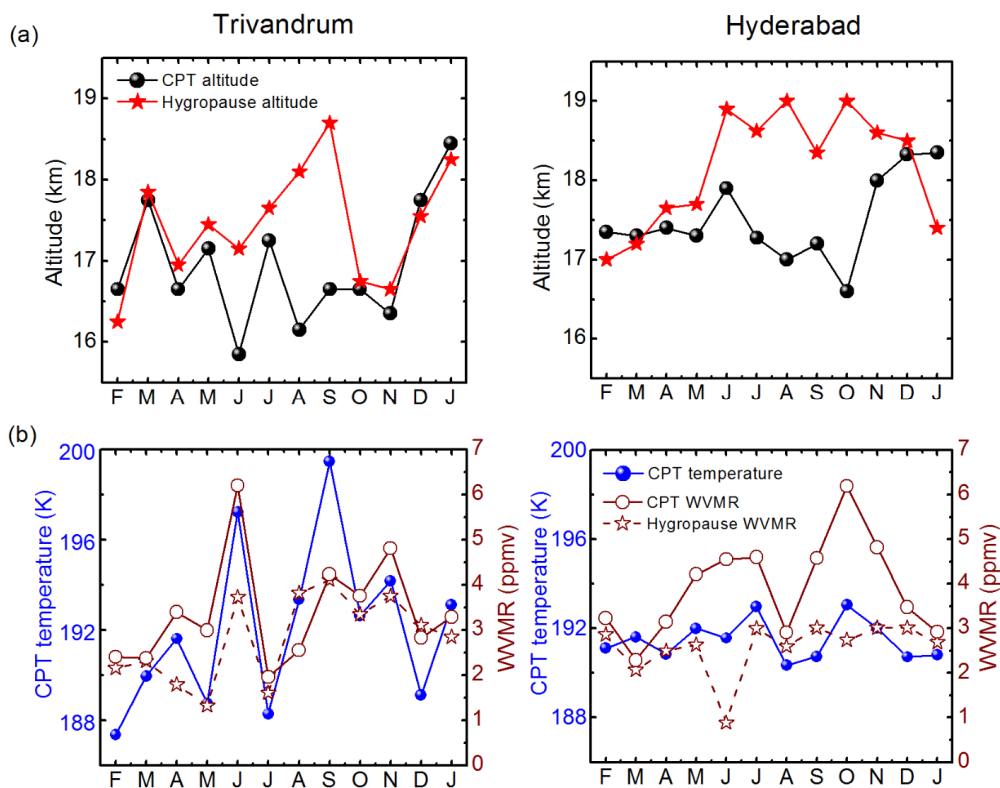 Trivandrum
Hyderabad
(a)
CPT altitude
Hygropause altitude
Altitude (km)
19
18
17
16
F M A M J J A S O N D J
Altitude (km)
19
18
17
16
F M A M J J A S O N D J
(b)
CPT temperature (K)
200
196
192
188
7
6
5
4
3
2
1
0
WVMR (ppmv)
F M A M J J A S O N D J
CPT temperature (K)
200
196
192
188
CPT temperature
CPT WVMR
Hygropause WVMR
7
6
5
4
3
2
1
0
WVMR (ppmv)
F M A M J J A S O N D J